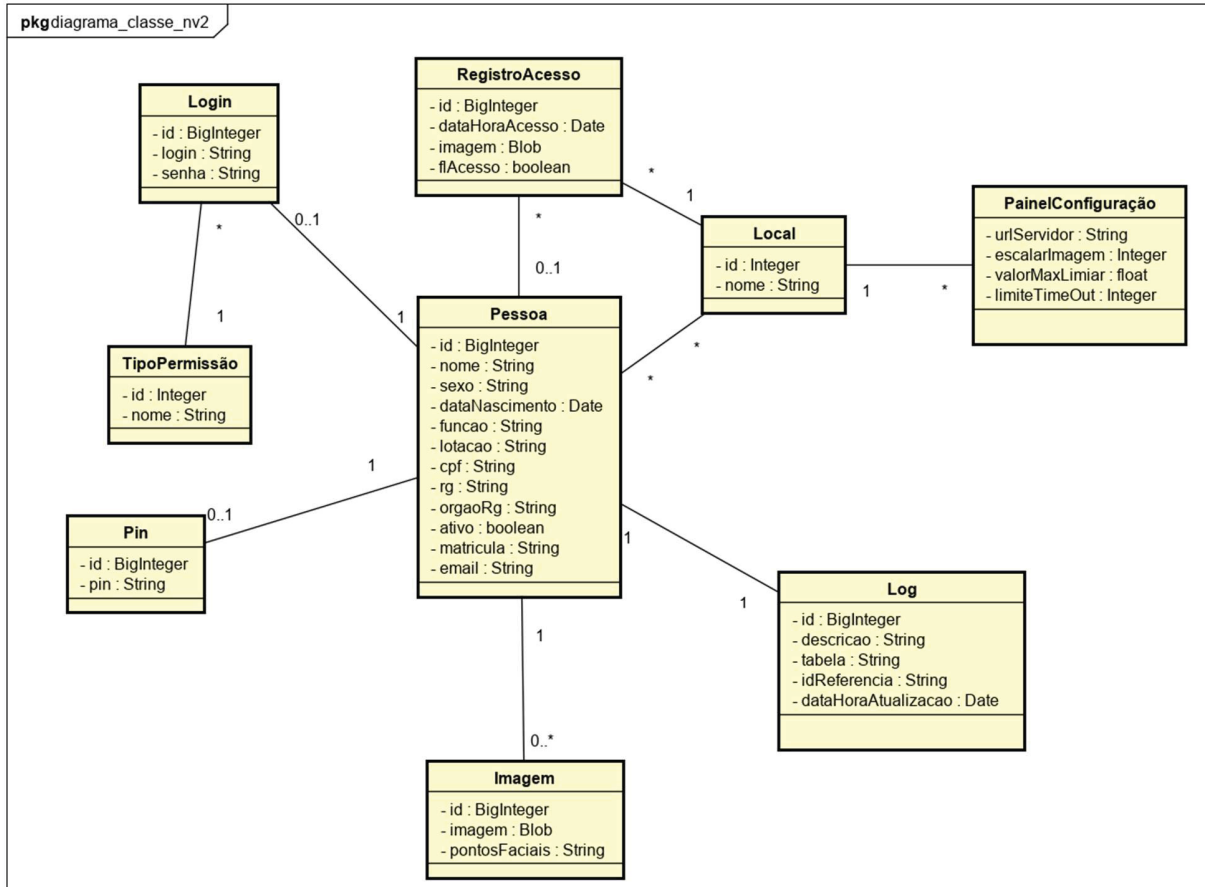 pkg diagrama_classe_nv2
RegistroAcesso
- id : BigInteger
- dataHoraAcesso : Date
- imagem : Blob
- flAcesso : boolean
Login
- id : BigInteger
- login : String
- senha : String
*
1
0..1
1
*
0..1
*
1
Local
- id : Integer
- nome : String
1
*
PainelConfiguração
- urlServidor : String
- escalarImagem : Integer
- valorMaxLimiar : float
- limiteTimeOut : Integer
*
*
TipoPermissão
- id : Integer
- nome : String
Pessoa
- id : BigInteger
- nome : String
- sexo : String
- dataNascimento : Date
- funcao : String
- lotacao : String
- cpf : String
- rg : String
- orgaoRg : String
- ativo : boolean
- matricula : String
- email : String
1
0..1
Pin
- id : BigInteger
- pin : String
1
1
Log
- id : BigInteger
- descricao : String
- tabela : String
- idReferencia : String
- dataHoraAtualizacao : Date
1
0..*
Imagem
- id : BigInteger
- imagem : Blob
- pontosFaciais : String